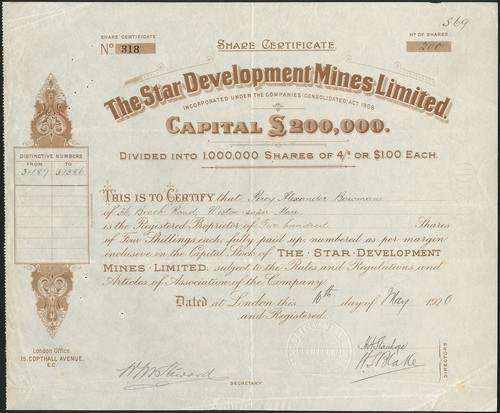 $69
SHARE CERTIFICATE
Nº 318
SHARE CERTIFICATE.
Nº OF SHARES
200
The Star Development Mines Limited.
INCORPORATED UNDER THE COMPANIES (CONSOLIDATED) ACT 1908
CAPITAL £200,000.
DIVIDED INTO 1,000,000 SHARES OF 4/- OR $1.00 EACH.
DISTINCTIVE NUMBERS
FROM TO
31187 31386
THIS IS TO CERTIFY that Percy Alexander Bowman
of 36 Beach Road, Weston super Mare
is the Registered Proprietor of Two hundred Shares
of Four Shillings each fully paid up, numbered as per margin
inclusive in the Capital Stock of THE STAR DEVELOPMENT
MINES LIMITED, subject to the Rules and Regulations and
Articles of Association of the Company.
Dated at London this 10th day of May 1920
and Registered.
London Office,
15, COPTHALL AVENUE,
E.C.
SECRETARY
DIRECTORS